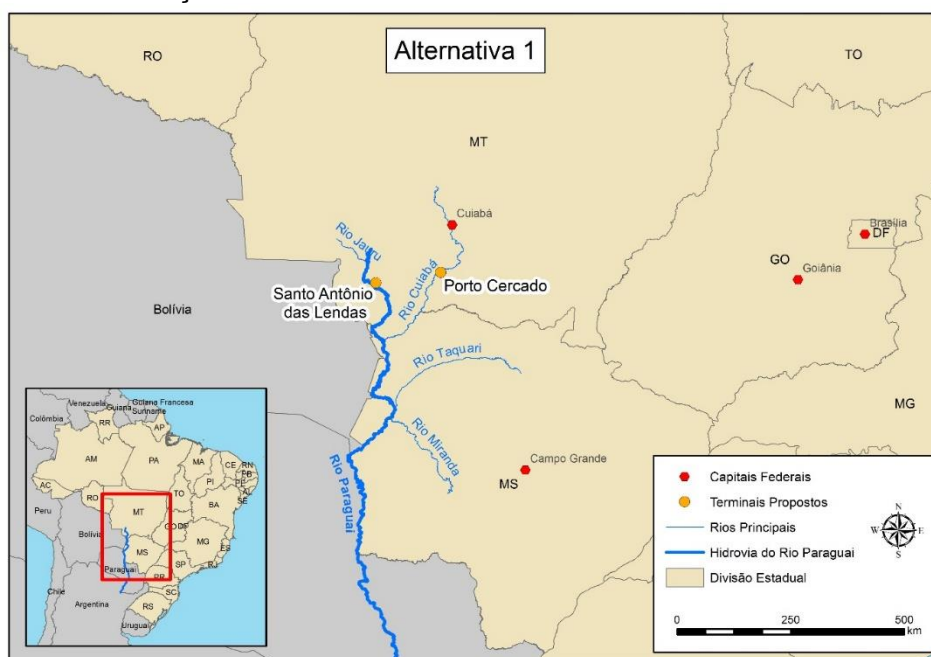 Alternativa 1
RO
TO
MT
Cuiabá
Rio Jauru
Brasília
DF
GO
Goiânia
Santo Antônio
das Lendas
Rio Cuiabá
Porto Cercado
Bolívia
Rio Taquari
MG
Rio Miranda
Campo Grande
MS
Rio Paraguai
Venezuela
Guiana
Guiana Francesa
Suriname
Colômbia
RR
AP
AM
PA
MA
CE
RN
PB
PE
AL
SE
PI
AC
RO
TO
BA
Peru
MT
GO
DF
Bolívia
MG
ES
MS
SP
RJ
Paraguai
PR
SC
Chile
Argentina
RS
Uruguai
Capitais Federais
Terminais Propostos
Rios Principais
Hidrovia do Rio Paraguai
Divisão Estadual
N
W
E
S
0 250 500
km